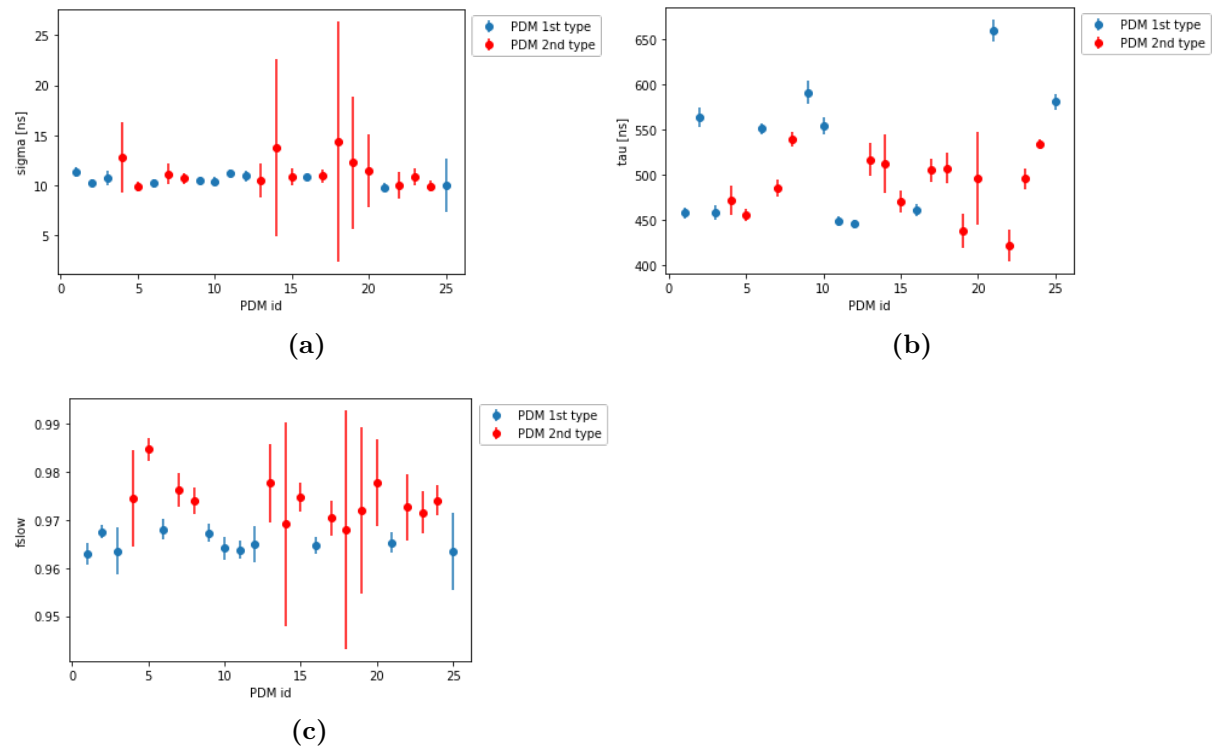 25
20
15
10
5
sigma [ns]
0 5 10 15 20 25
PDM id
PDM 1st type
PDM 2nd type
(a)
650
600
550
500
450
400
tau [ns]
0 5 10 15 20 25
PDM id
PDM 1st type
PDM 2nd type
(b)
0.99
0.98
0.97
0.96
0.95
fslow
0 5 10 15 20 25
PDM id
PDM 1st type
PDM 2nd type
(c)